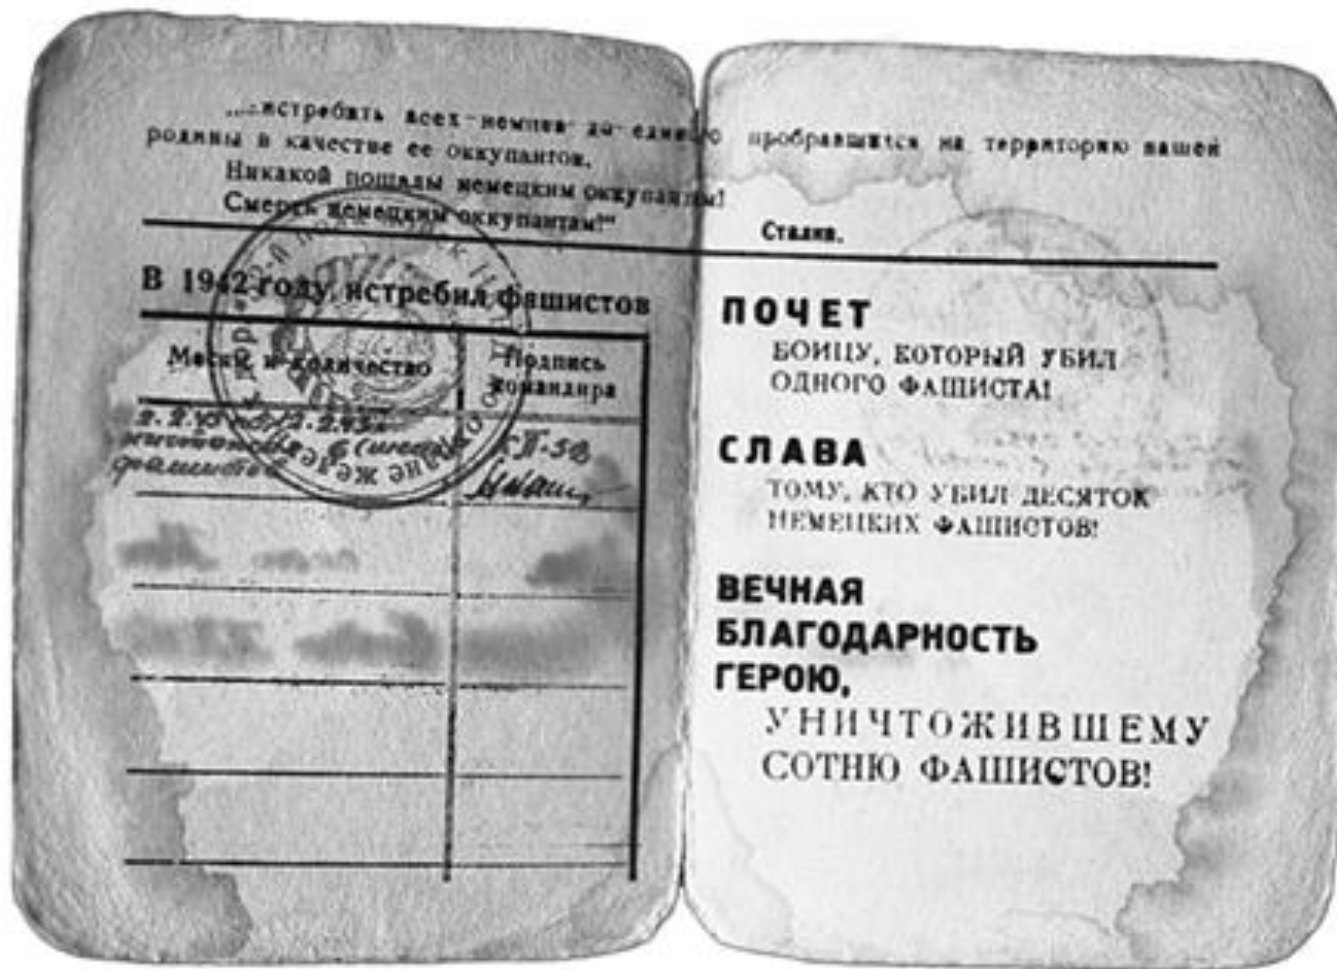 „...истребить всех немцев до единого пробравшихся на территорию нашей
родины в качестве ее оккупантов.
Никакой пощады немецким оккупантам!
Смерть немецким оккупантам!"
Сталин.
В 1942 году истребил фашистов
Месяц и количество
Подпись
командира
фашистов
ПОЧЕТ
БОЙЦУ, КОТОРЫЙ УБИЛ
ОДНОГО ФАШИСТА!
СЛАВА
ТОМУ, КТО УБИЛ ДЕСЯТОК
НЕМЕЦКИХ ФАШИСТОВ!
ВЕЧНАЯ
БЛАГОДАРНОСТЬ
ГЕРОЮ,
УНИЧТОЖИВШЕМУ
СОТНЮ ФАШИСТОВ!